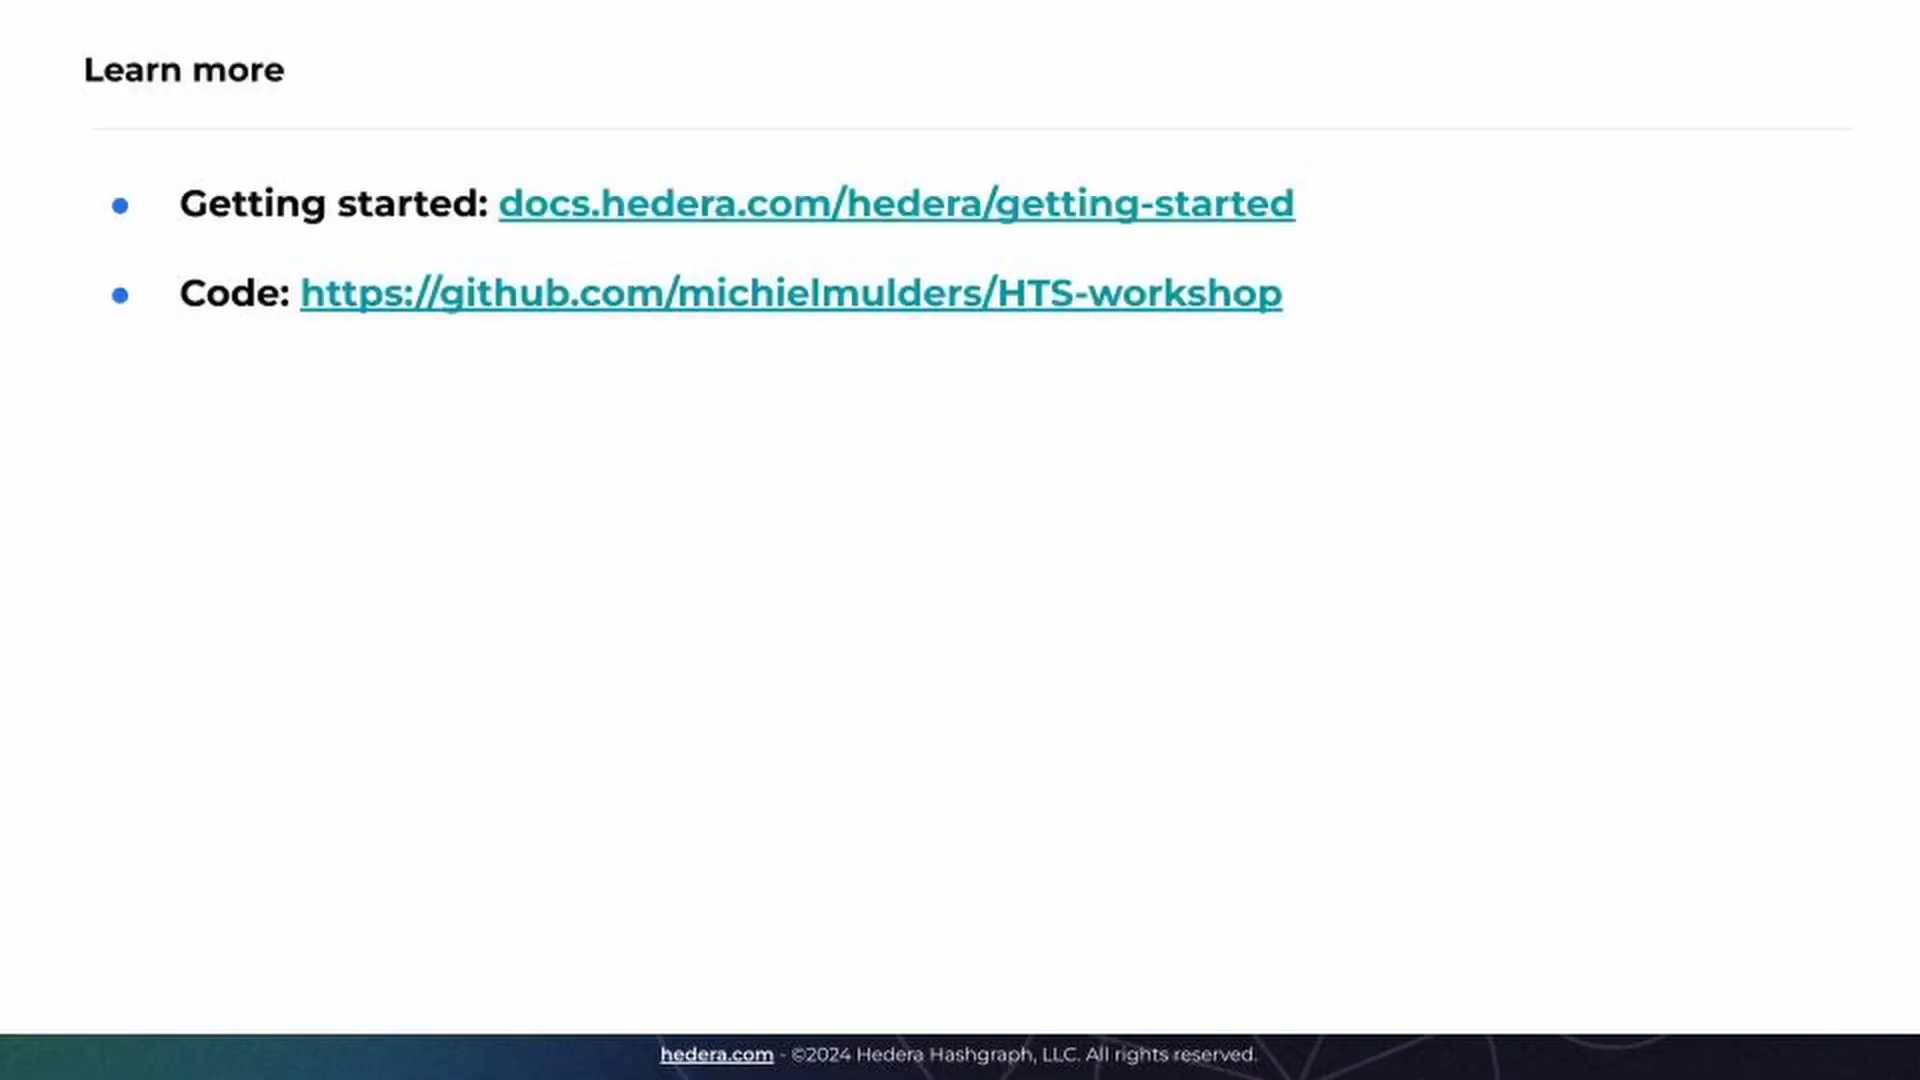 Learn more
● Getting started: docs.hedera.com/hedera/getting-started
● Code: https://github.com/michielmulders/HTS-workshop
hedera.com - ©2024 Hedera Hashgraph, LLC. All rights reserved.